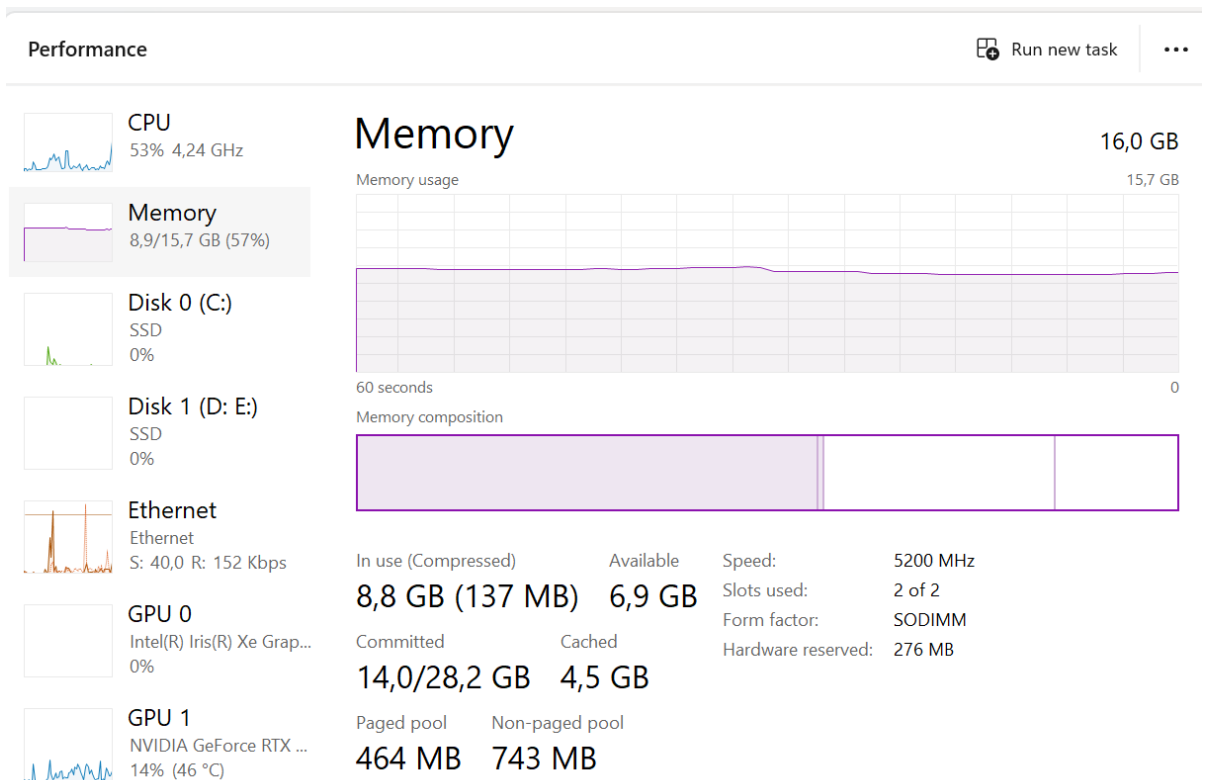 Performance
Run new task
CPU
53% 4,24 GHz
Memory
8,9/15,7 GB (57%)
Disk 0 (C:)
SSD
0%
Disk 1 (D: E:)
SSD
0%
Ethernet
Ethernet
S: 40,0 R: 152 Kbps
GPU 0
Intel(R) Iris(R) Xe Grap...
0%
GPU 1
NVIDIA GeForce RTX ...
14% (46 °C)
Memory
16,0 GB
Memory usage
15,7 GB
60 seconds
0
Memory composition
In use (Compressed)
8,8 GB (137 MB)
Available
6,9 GB
Committed
14,0/28,2 GB
Cached
4,5 GB
Paged pool
464 MB
Non-paged pool
743 MB
Speed: 5200 MHz
Slots used: 2 of 2
Form factor: SODIMM
Hardware reserved: 276 MB